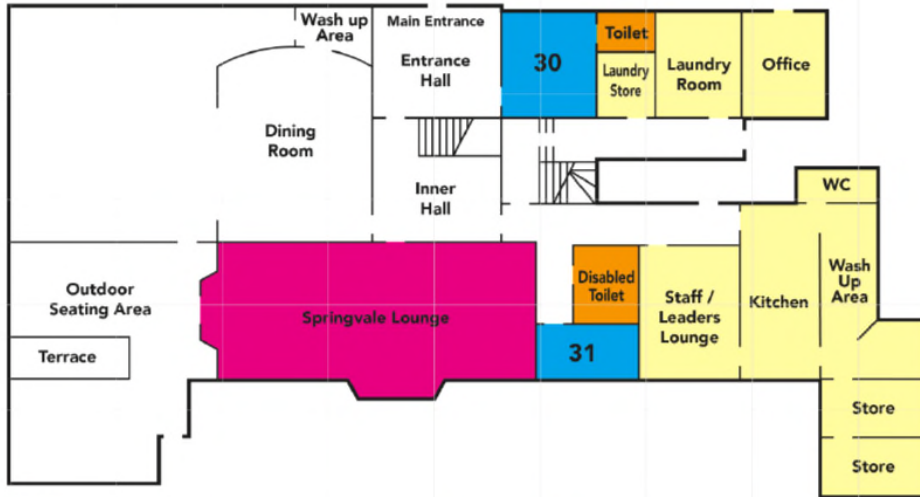 Wash up
Area
Main Entrance
Entrance
Hall
30
Toilet
Laundry
Store
Laundry
Room
Office
Dining
Room
Inner
Hall
WC
Outdoor
Seating Area
Terrace
Springvale Lounge
Disabled
Toilet
31
Staff /
Leaders
Lounge
Kitchen
Wash
Up
Area
Store
Store